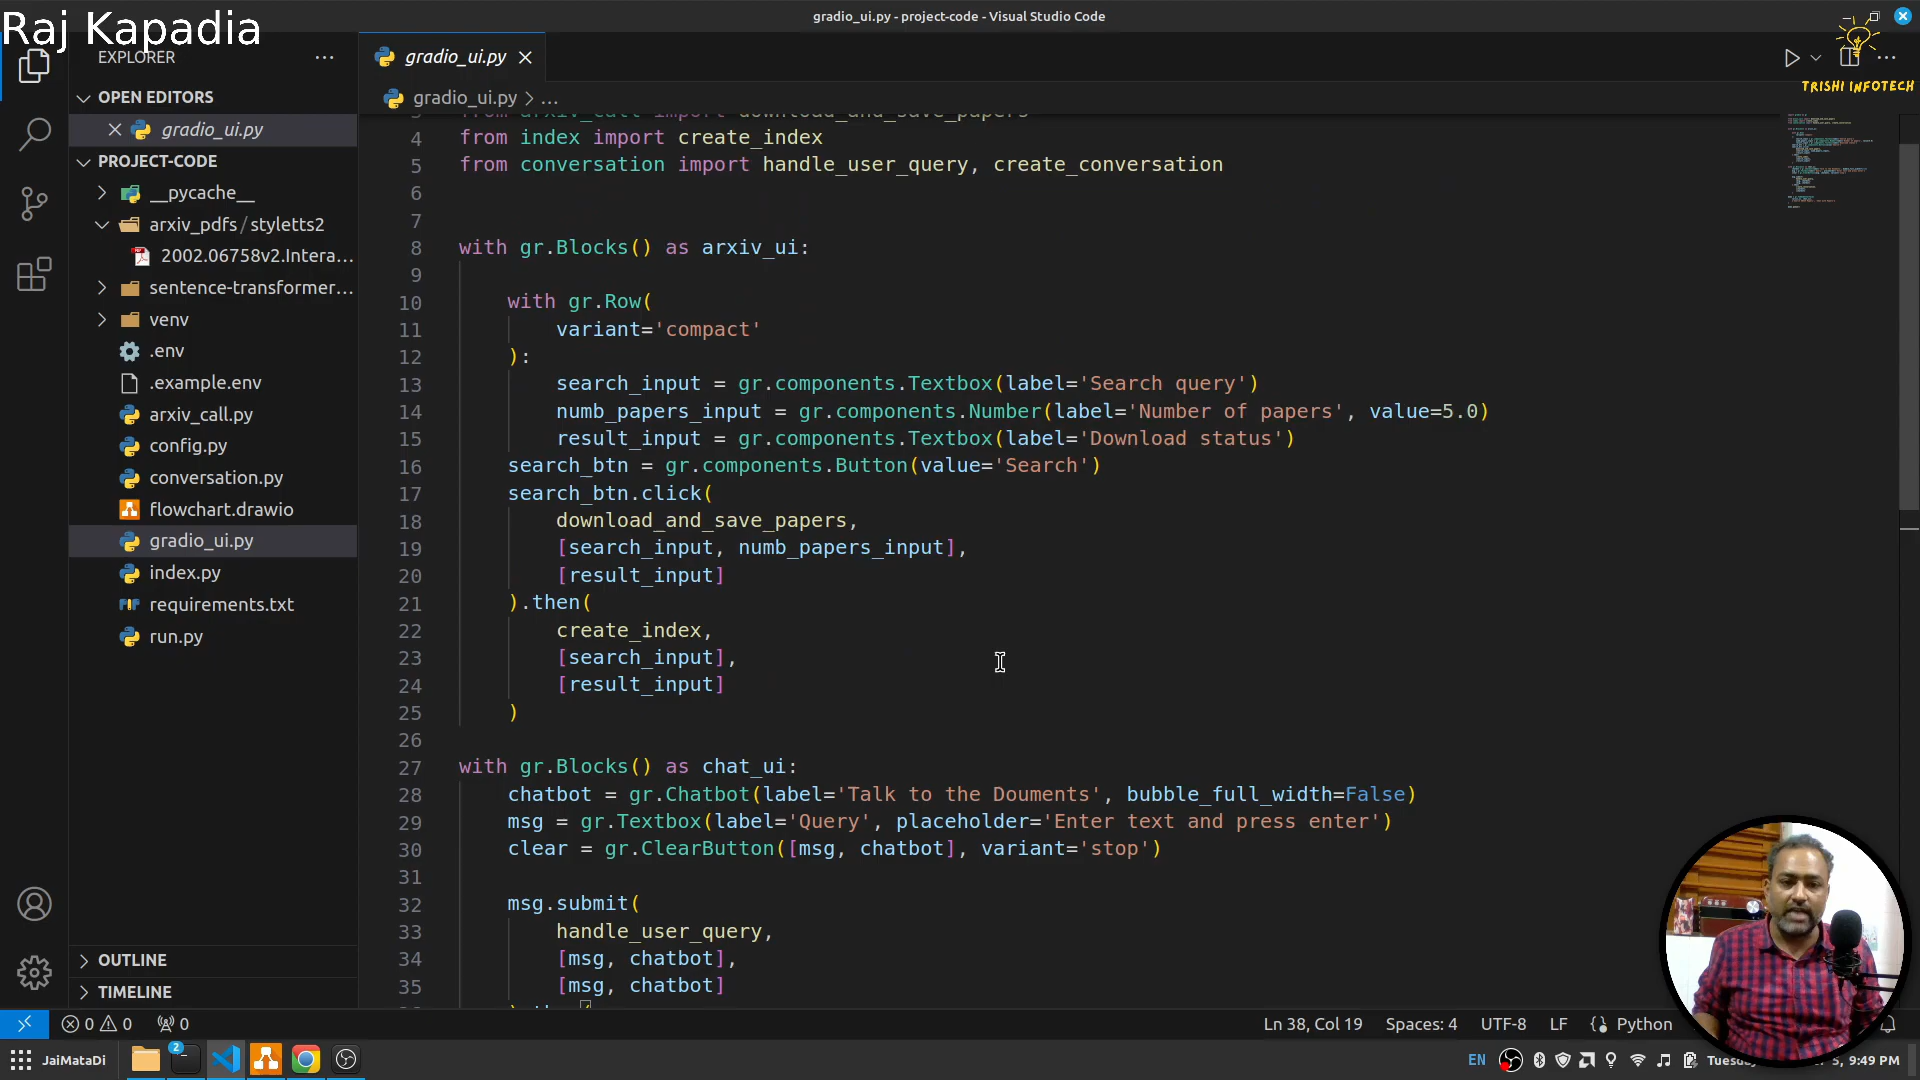 Raj Kapadia
gradio_ui.py - project-code - Visual Studio Code
EXPLORER
gradio_ui.py
TRISHI INFOTECH
OPEN EDITORS
gradio_ui.py > ...
gradio_ui.py
PROJECT-CODE
__pycache__
arxiv_pdfs / styletts2
2002.06758v2.Intera...
sentence-transformer...
venv
.env
.example.env
arxiv_call.py
config.py
conversation.py
flowchart.drawio
gradio_ui.py
index.py
requirements.txt
run.py
OUTLINE
TIMELINE
4 from index import create_index
5 from conversation import handle_user_query, create_conversation
6
7
8 with gr.Blocks() as arxiv_ui:
9
10 with gr.Row(
11 variant='compact'
12 ):
13 search_input = gr.components.Textbox(label='Search query')
14 numb_papers_input = gr.components.Number(label='Number of papers', value=5.0)
15 result_input = gr.components.Textbox(label='Download status')
16 search_btn = gr.components.Button(value='Search')
17 search_btn.click(
18 download_and_save_papers,
19 [search_input, numb_papers_input],
20 [result_input]
21 ).then(
22 create_index,
23 [search_input],
24 [result_input]
25 )
26
27 with gr.Blocks() as chat_ui:
28 chatbot = gr.Chatbot(label='Talk to the Douments', bubble_full_width=False)
29 msg = gr.Textbox(label='Query', placeholder='Enter text and press enter')
30 clear = gr.ClearButton([msg, chatbot], variant='stop')
31
32 msg.submit(
33 handle_user_query,
34 [msg, chatbot],
35 [msg, chatbot]
0 0 0
Ln 38, Col 19 Spaces: 4 UTF-8 LF Python
JaiMataDi 2
EN
5, 9:49 PM